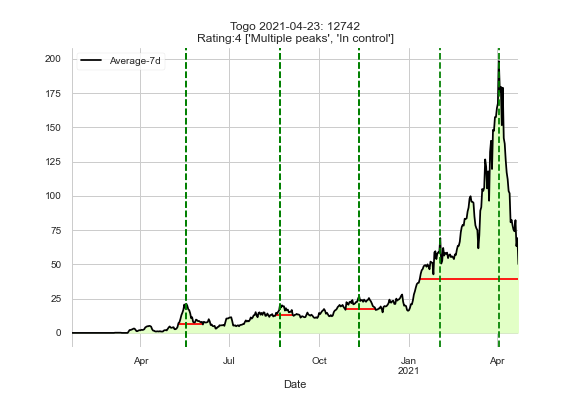 Togo 2021-04-23: 12742
Rating:4 ['Multiple peaks', 'In control']
Average-7d
200
175
150
125
100
75
50
25
0
Apr
Jul
Oct
Jan
2021
Apr
Date